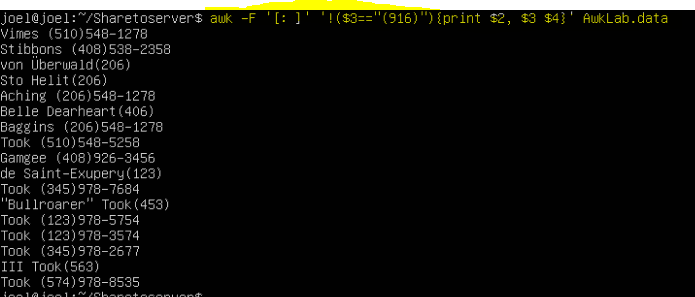 joel@joel:~/Sharetoserver$ awk -F '[: ]' '!($3=="(916)"){print $2, $3 $4}' AwkLab.data
Vimes (510)548-1278
Stibbons (408)538-2358
von Überwald(206)
Sto Helit(206)
Aching (206)548-1278
Belle Dearheart(406)
Baggins (206)548-1278
Took (510)548-5258
Gamgee (408)926-3456
de Saint-Exupery(123)
Took (345)978-7684
"Bullroarer" Took(453)
Took (123)978-5754
Took (123)978-3574
Took (345)978-2677
III Took(563)
Took (574)978-8535
joel@joel:~/Sharetoserver$